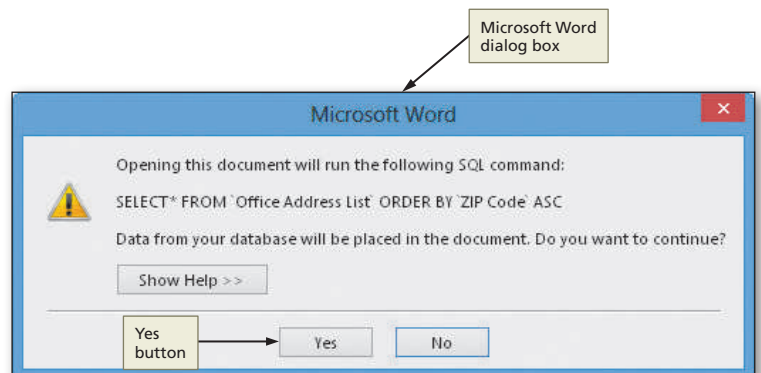 Microsoft Word
dialog box
Microsoft Word
Opening this document will run the following SQL command:
SELECT* FROM `Office Address List` ORDER BY `ZIP Code` ASC
Data from your database will be placed in the document. Do you want to continue?
Show Help >>
Yes
button
Yes
No